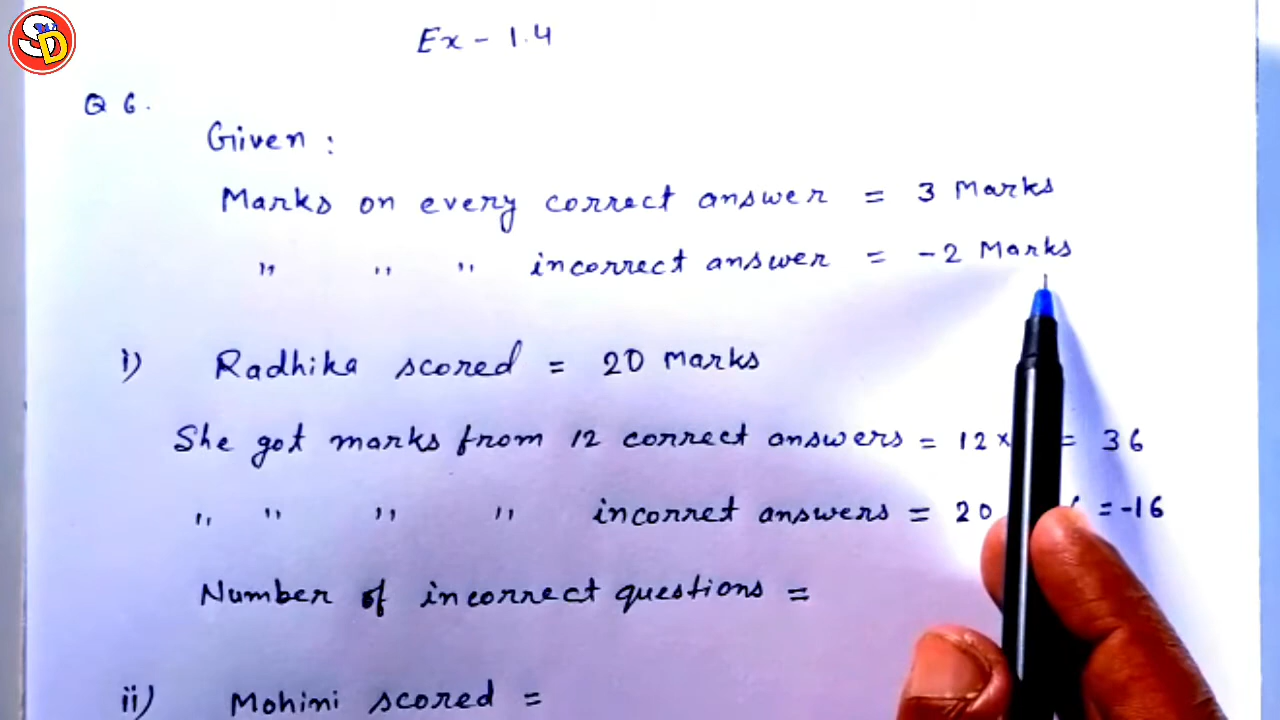 SD
Ex - 1.4
Q 6.
Given :
Marks on every correct answer = 3 Marks
" " " incorrect answer = -2 Marks
i) Radhika scored = 20 Marks
She got marks from 12 correct answers = 12 × = 36
" " " " incorret answers = 20 = -16
Number of incorrect questions =
ii) Mohini scored =